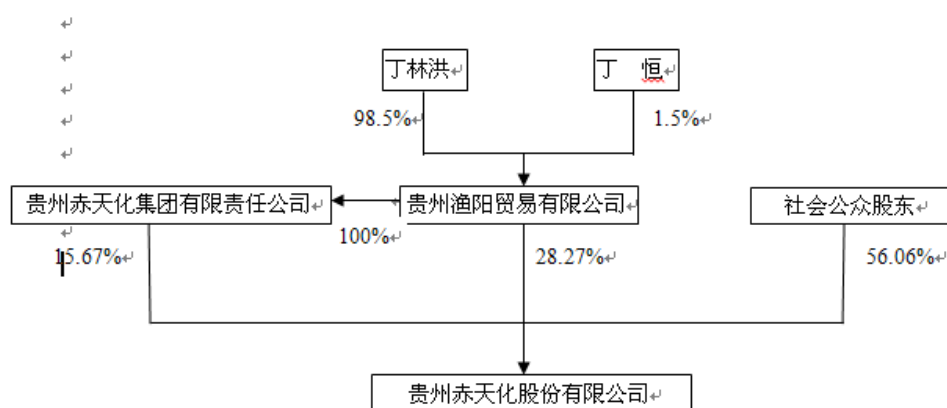 丁林洪
丁 恒
98.5%
1.5%
贵州赤天化集团有限责任公司
贵州渔阳贸易有限公司
社会公众股东
100%
15.67%
28.27%
56.06%
贵州赤天化股份有限公司